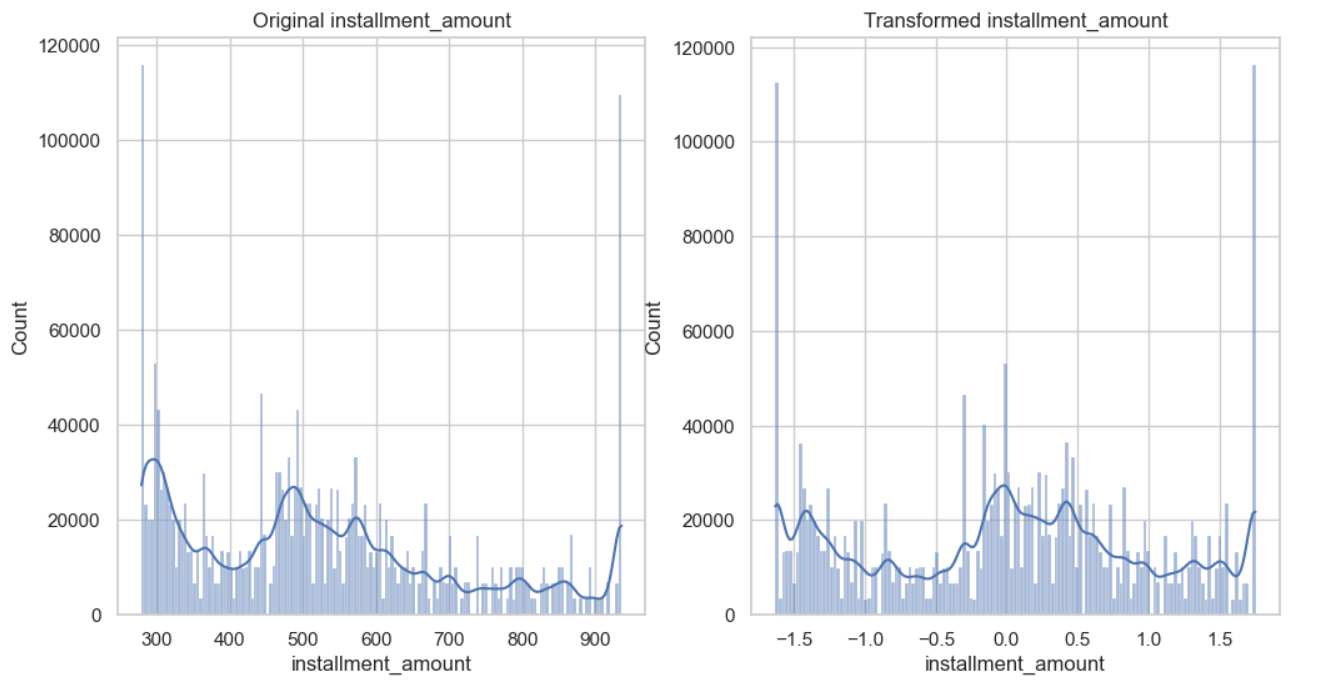 Original installment_amount
120000
100000
80000
60000
40000
20000
0
Count
300 400 500 600 700 800 900
installment_amount
Transformed installment_amount
120000
100000
80000
60000
40000
20000
0
Count
−1.5 −1.0 −0.5 0.0 0.5 1.0 1.5
installment_amount